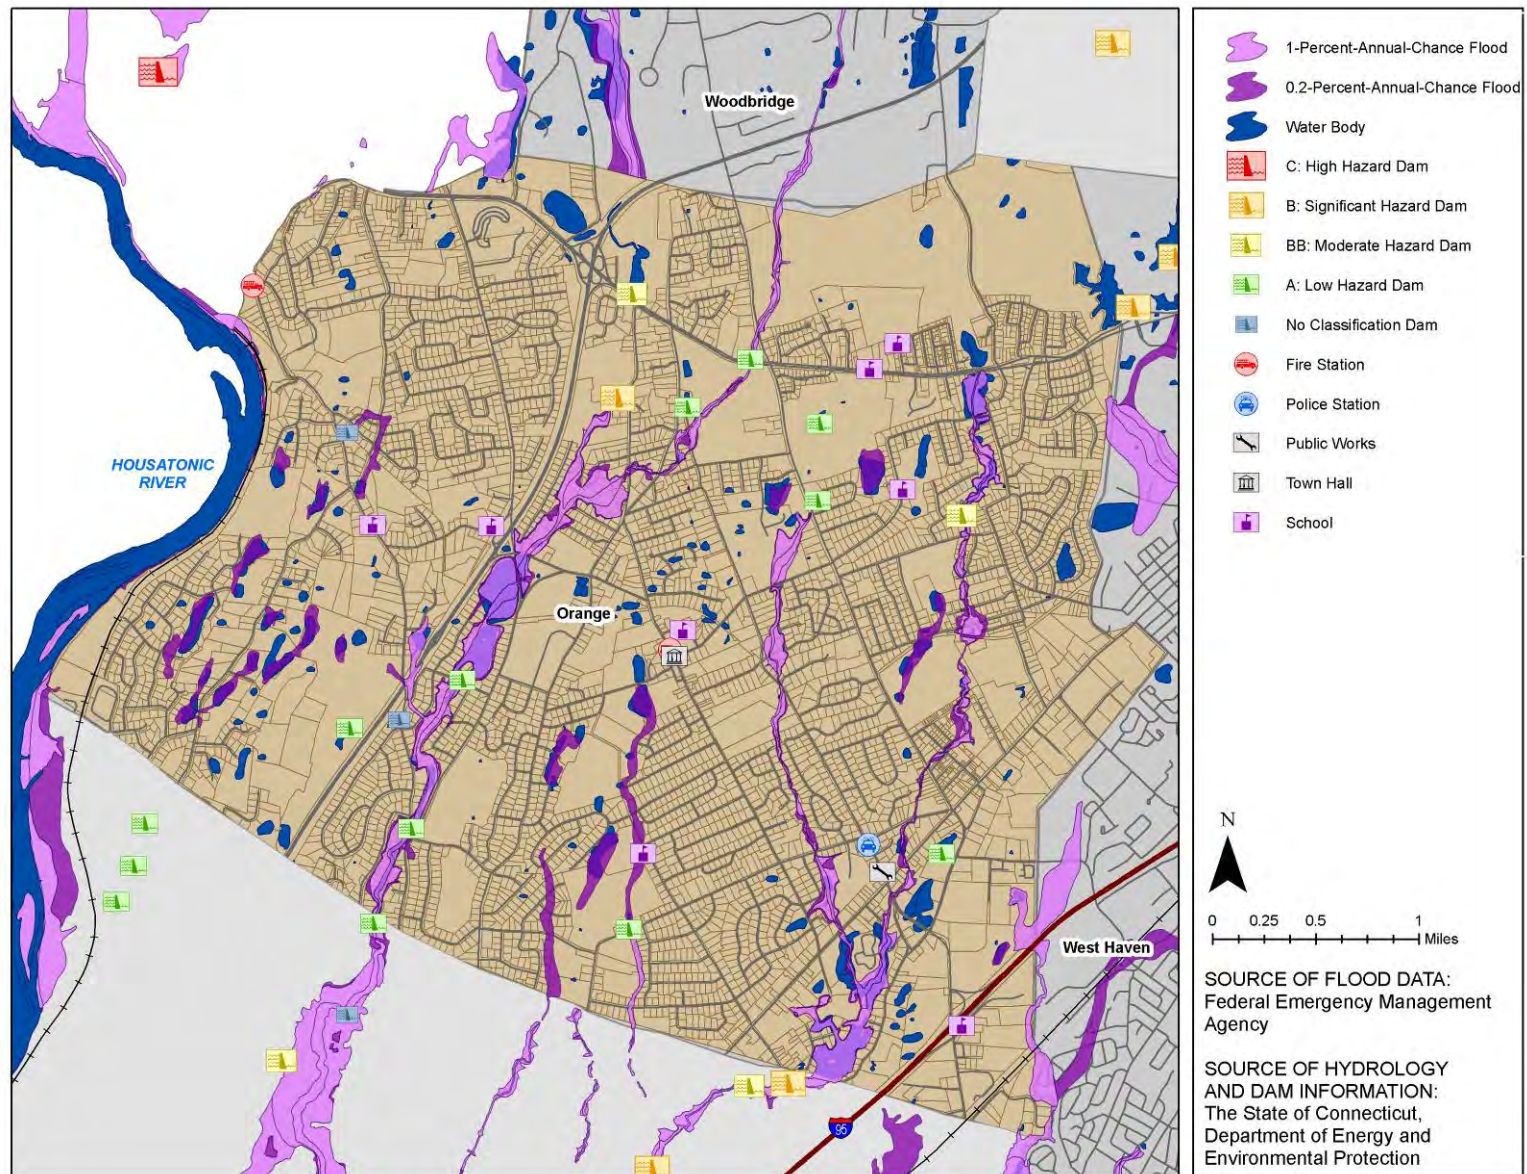 Woodbridge
HOUSATONIC
RIVER
Orange
West Haven
95
1-Percent-Annual-Chance Flood
0.2-Percent-Annual-Chance Flood
Water Body
C: High Hazard Dam
B: Significant Hazard Dam
BB: Moderate Hazard Dam
A: Low Hazard Dam
No Classification Dam
Fire Station
Police Station
Public Works
Town Hall
School
N
0 0.25 0.5 1
Miles
SOURCE OF FLOOD DATA:
Federal Emergency Management
Agency
SOURCE OF HYDROLOGY
AND DAM INFORMATION:
The State of Connecticut,
Department of Energy and
Environmental Protection